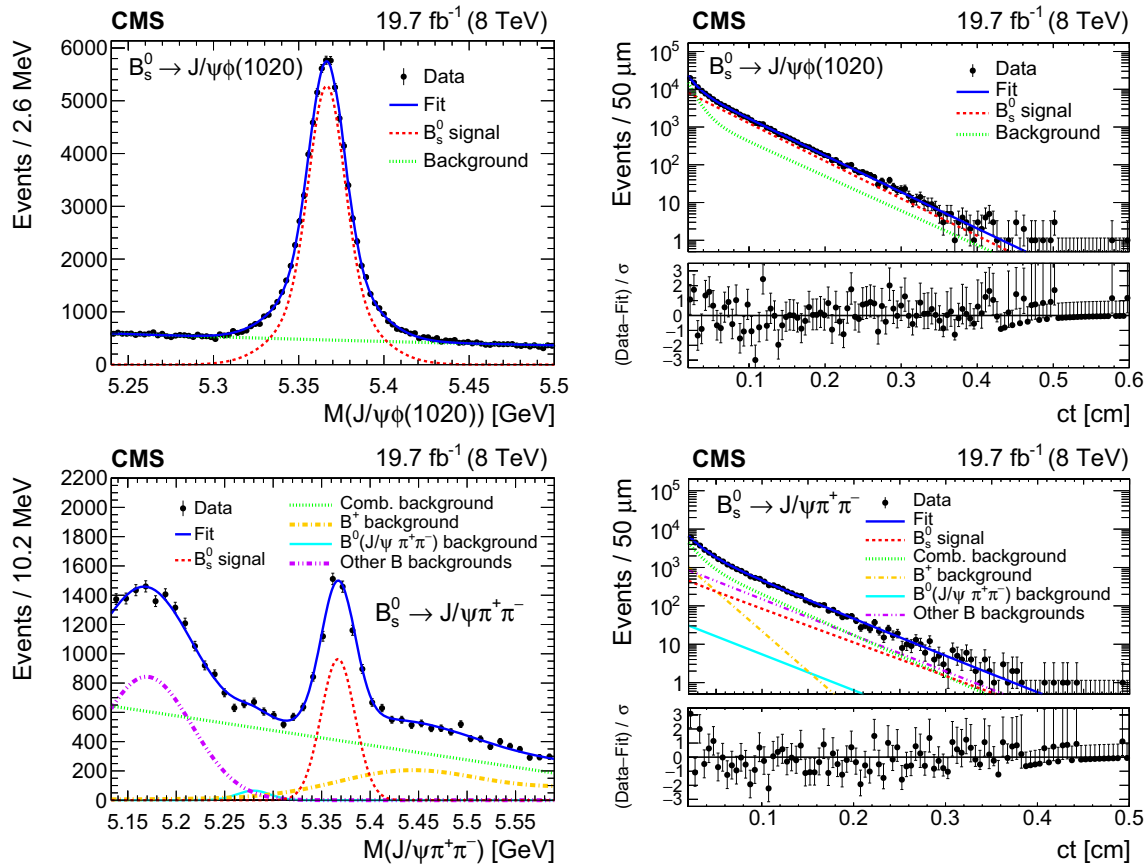 CMS 19.7 fb⁻¹ (8 TeV)
B⁰ₛ → J/ψϕ(1020)
Data
Fit
B⁰ₛ signal
Background
Events / 2.6 MeV
6000
5000
4000
3000
2000
1000
0
5.25 5.3 5.35 5.4 5.45 5.5
M(J/ψϕ(1020)) [GeV]
CMS 19.7 fb⁻¹ (8 TeV)
B⁰ₛ → J/ψϕ(1020)
Data
Fit
B⁰ₛ signal
Background
Events / 50 μm
10⁵
10⁴
10³
10²
10
1
(Data−Fit) / σ
3
2
1
0
−1
−2
−3
0.1 0.2 0.3 0.4 0.5 0.6
ct [cm]
CMS 19.7 fb⁻¹ (8 TeV)
Data
Fit
B⁰ₛ signal
Comb. background
B⁺ background
B⁰(J/ψ π⁺π⁻) background
Other B backgrounds
B⁰ₛ → J/ψπ⁺π⁻
Events / 10.2 MeV
2200
2000
1800
1600
1400
1200
1000
800
600
400
200
0
5.15 5.2 5.25 5.3 5.35 5.4 5.45 5.5 5.55
M(J/ψπ⁺π⁻) [GeV]
CMS 19.7 fb⁻¹ (8 TeV)
B⁰ₛ → J/ψπ⁺π⁻
Data
Fit
B⁰ₛ signal
Comb. background
B⁺ background
B⁰(J/ψ π⁺π⁻) background
Other B backgrounds
Events / 50 μm
10⁵
10⁴
10³
10²
10
1
(Data−Fit) / σ
3
2
1
0
−1
−2
−3
0.1 0.2 0.3 0.4 0.5
ct [cm]